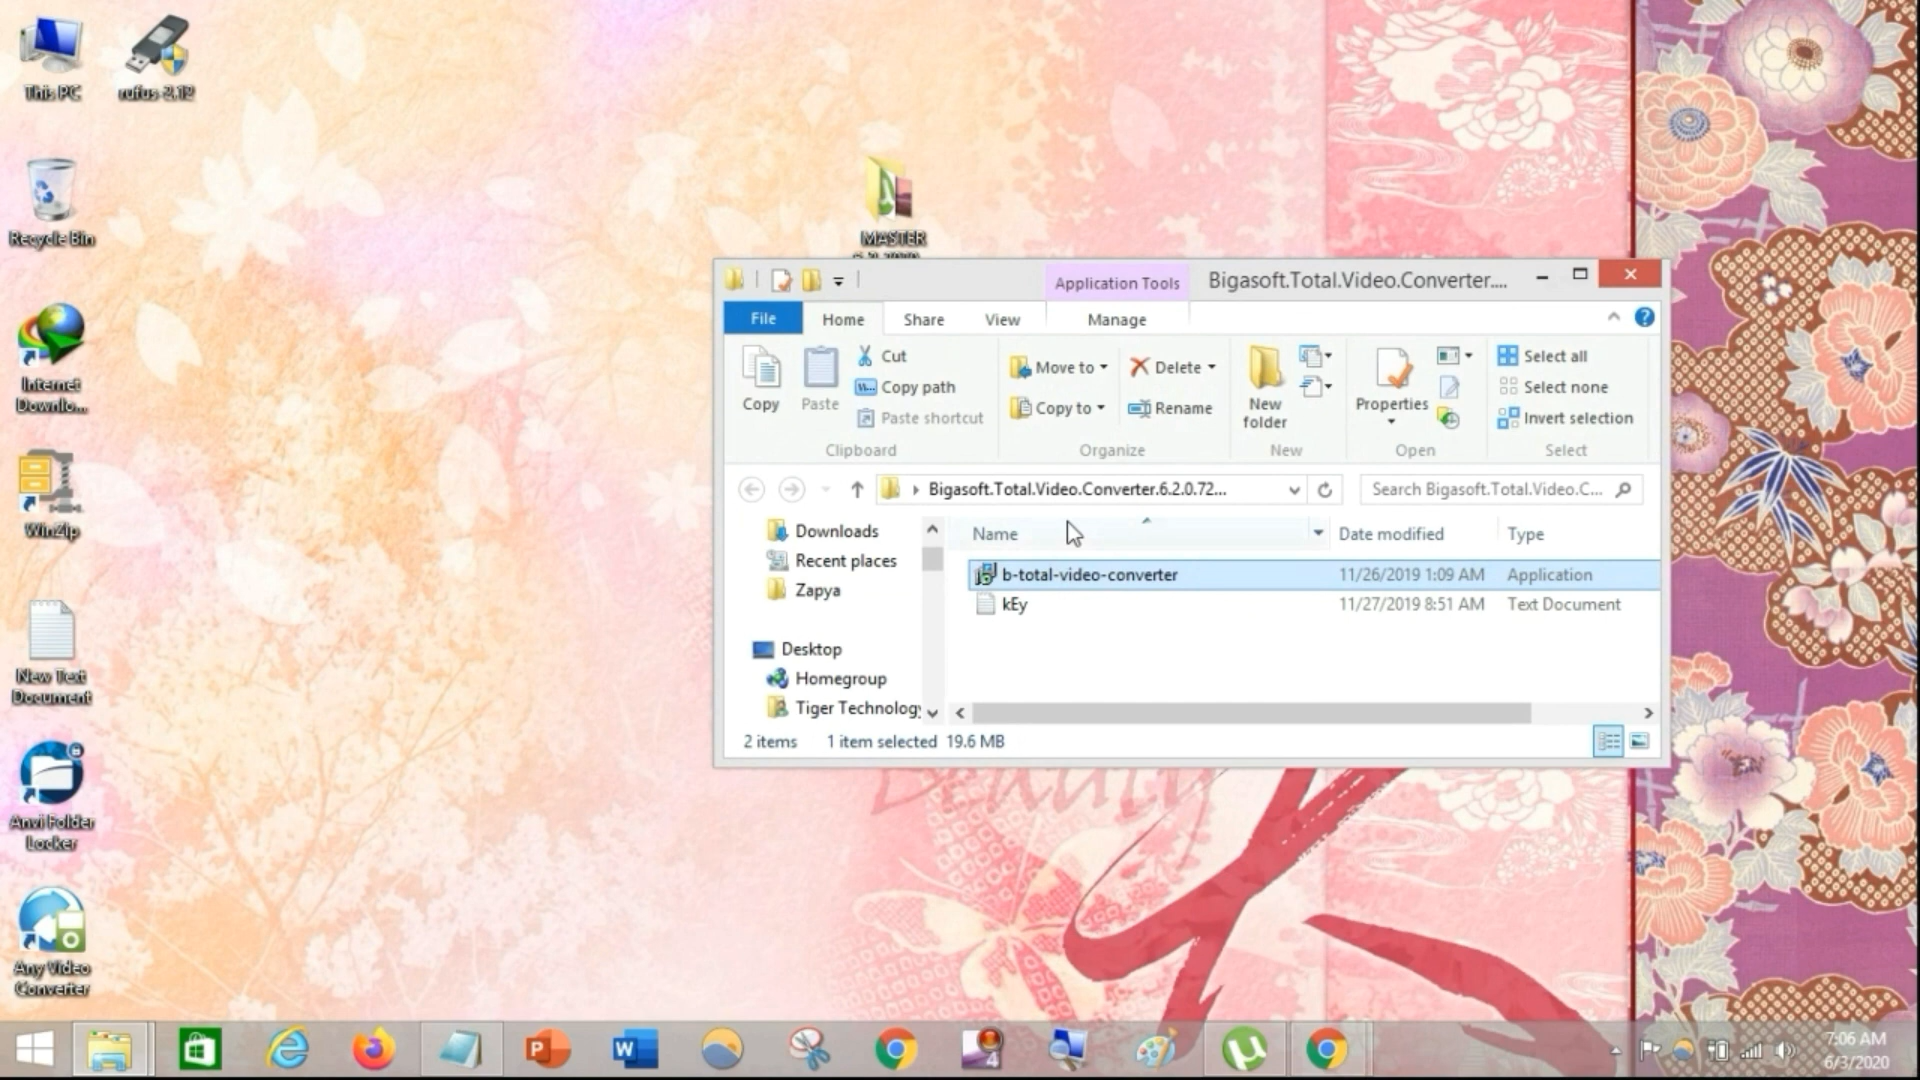 This PC
rufus-2.12
Recycle Bin
Internet
Downlo...
WinZip
New Text
Document
Anvi Folder
Locker
Any Video
Converter
MASTER
Application Tools
Bigasoft.Total.Video.Converter....
File
Home
Share
View
Manage
Copy
Paste
Cut
Copy path
Paste shortcut
Clipboard
Move to
Copy to
Delete
Rename
Organize
New
folder
New
Properties
Open
Select all
Select none
Invert selection
Select
Bigasoft.Total.Video.Converter.6.2.0.72...
Search Bigasoft.Total.Video.C...
Downloads
Recent places
Zapya
Desktop
Homegroup
Tiger Technology
Name
Date modified
Type
b-total-video-converter
11/26/2019 1:09 AM
Application
kEy
11/27/2019 8:51 AM
Text Document
2 items
1 item selected
19.6 MB
Beauty
7:06 AM
6/3/2020